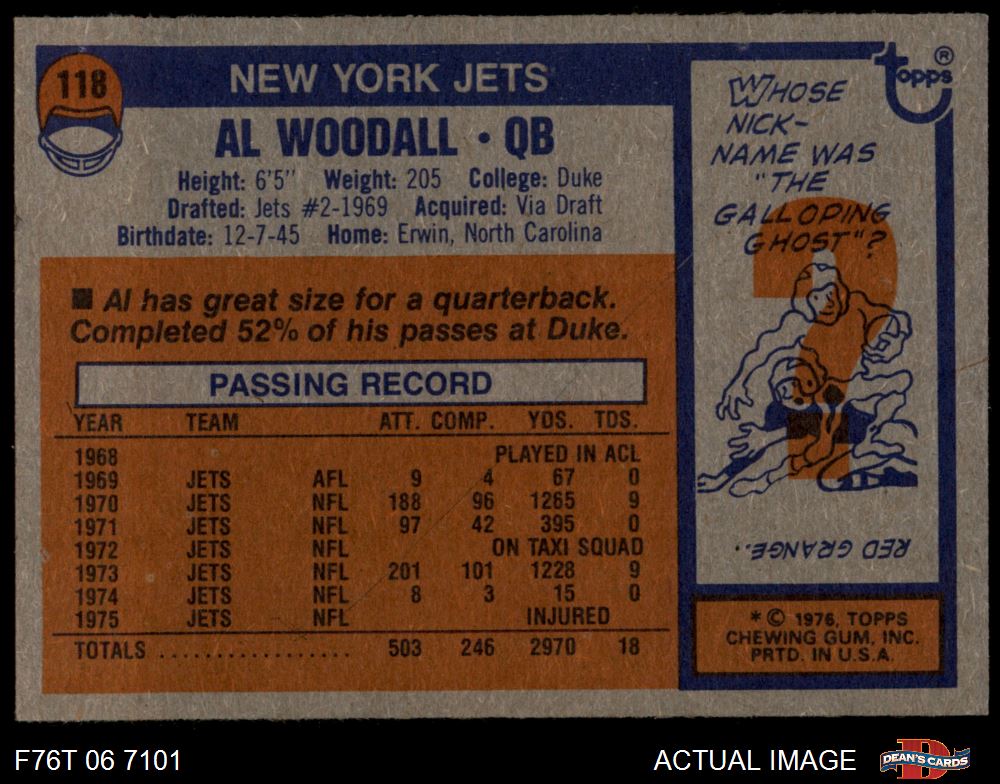 118
NEW YORK JETS
AL WOODALL • QB
Height: 6'5" Weight: 205 College: Duke
Drafted: Jets #2-1969 Acquired: Via Draft
Birthdate: 12-7-45 Home: Erwin, North Carolina
■ Al has great size for a quarterback.
Completed 52% of his passes at Duke.
PASSING RECORD
YEAR TEAM ATT. COMP. YDS. TDS.
1968 PLAYED IN ACL
1969 JETS AFL 9 4 67 0
1970 JETS NFL 188 96 1265 9
1971 JETS NFL 97 42 395 0
1972 JETS NFL ON TAXI SQUAD
1973 JETS NFL 201 101 1228 9
1974 JETS NFL 8 3 15 0
1975 JETS NFL INJURED
TOTALS .................. 503 246 2970 18
topps®
WHOSE
NICK-
NAME WAS
"THE
GALLOPING
GHOST"?
RED GRANGE..
*© 1976, TOPPS
CHEWING GUM, INC.
PRTD. IN U.S.A.
F76T 06 7101
ACTUAL IMAGE
D
DEAN'S CARDS